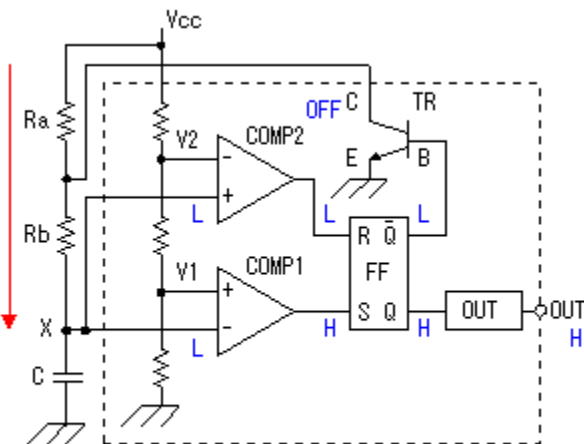 Vcc
Ra
OFF C TR
V2
COMP2
E B
L
L
L
Rb
R Q̄
FF
V1
COMP1
S Q
OUT
OUT
X
L
H
H
H
C